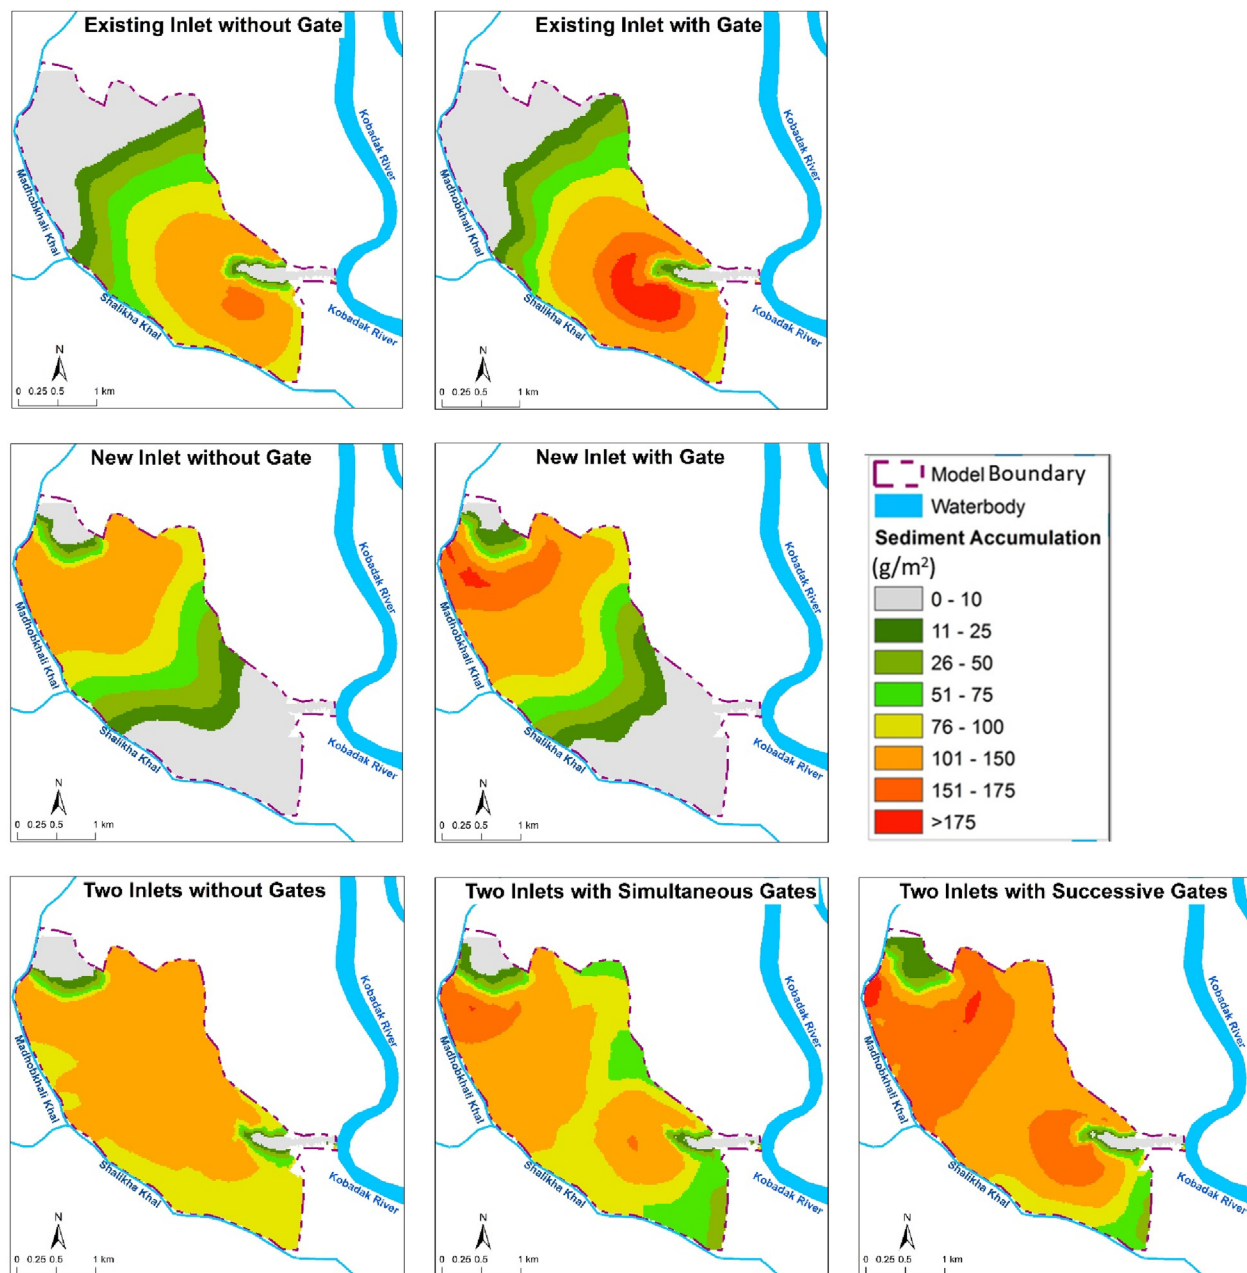 Existing Inlet without Gate
Kobadak River
Madhobkhali Khal
Shalikha Khal
Kobadak River
N
0 0.25 0.5 1 km
Existing Inlet with Gate
Kobadak River
Madhobkhali Khal
Shalikha Khal
Kobadak River
N
0 0.25 0.5 1 km
New Inlet without Gate
Kobadak River
Madhobkhali Khal
Shalikha Khal
Kobadak River
N
0 0.25 0.5 1 km
New Inlet with Gate
Kobadak River
Madhobkhali Khal
Shalikha Khal
Kobadak River
N
0 0.25 0.5 1 km
Model Boundary
Waterbody
Sediment Accumulation
(g/m²)
0 - 10
11 - 25
26 - 50
51 - 75
76 - 100
101 - 150
151 - 175
>175
Two Inlets without Gates
Kobadak River
Madhobkhali Khal
Shalikha Khal
Kobadak River
N
0 0.25 0.5 1 km
Two Inlets with Simultaneous Gates
Kobadak River
Madhobkhali Khal
Shalikha Khal
Kobadak River
N
0 0.25 0.5 1 km
Two Inlets with Successive Gates
Kobadak River
Madhobkhali Khal
Shalikha Khal
Kobadak River
N
0 0.25 0.5 1 km